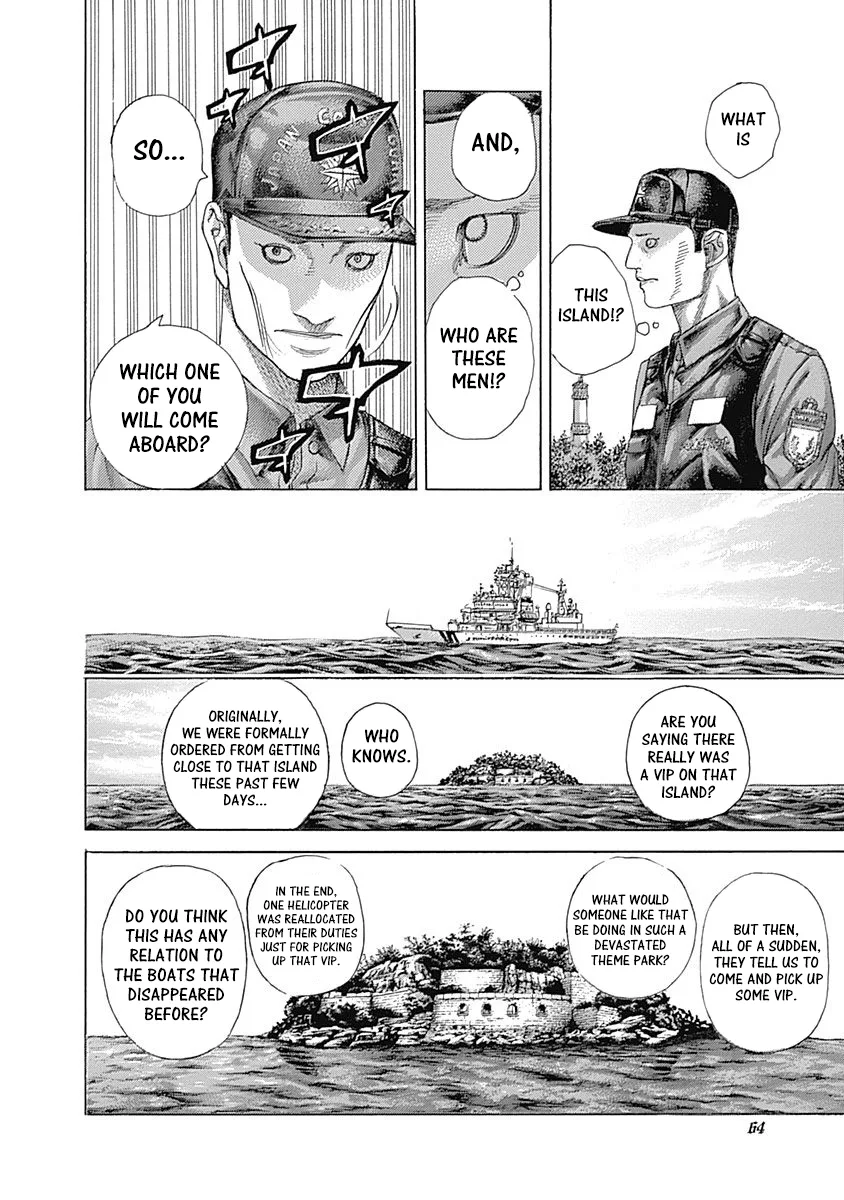 WHAT
IS
THIS
ISLAND!?
AND,
WHO ARE
THESE
MEN!?
SO...
JAPAN COAST GUARD
WHICH ONE
OF YOU
WILL COME
ABOARD?
ARE YOU
SAYING THERE
REALLY WAS
A VIP ON THAT
ISLAND?
WHO
KNOWS.
ORIGINALLY,
WE WERE FORMALLY
ORDERED FROM GETTING
CLOSE TO THAT ISLAND
THESE PAST FEW
DAYS...
BUT THEN,
ALL OF A SUDDEN,
THEY TELL US TO
COME AND PICK UP
SOME VIP.
WHAT WOULD
SOMEONE LIKE THAT
BE DOING IN SUCH A
DEVASTATED
THEME PARK?
IN THE END,
ONE HELICOPTER
WAS REALLOCATED
FROM THEIR DUTIES
JUST FOR PICKING
UP THAT VIP.
DO YOU THINK
THIS HAS ANY
RELATION TO
THE BOATS THAT
DISAPPEARED
BEFORE?
64